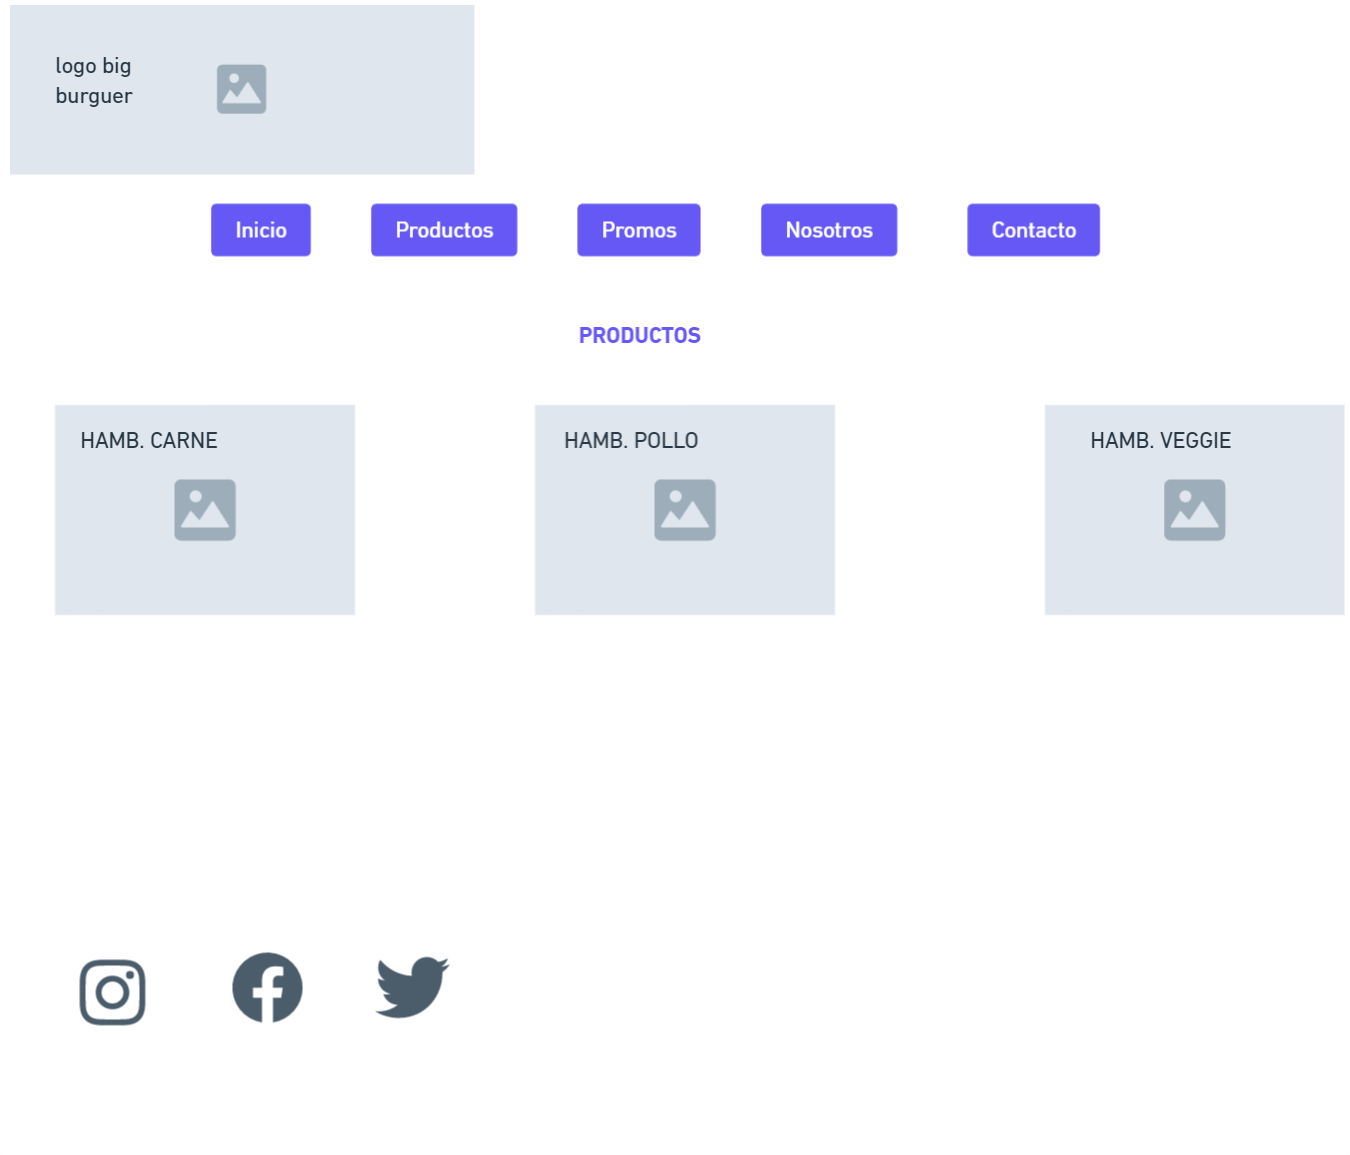 logo big
burguer
Inicio
Productos
Promos
Nosotros
Contacto
PRODUCTOS
HAMB. CARNE
HAMB. POLLO
HAMB. VEGGIE